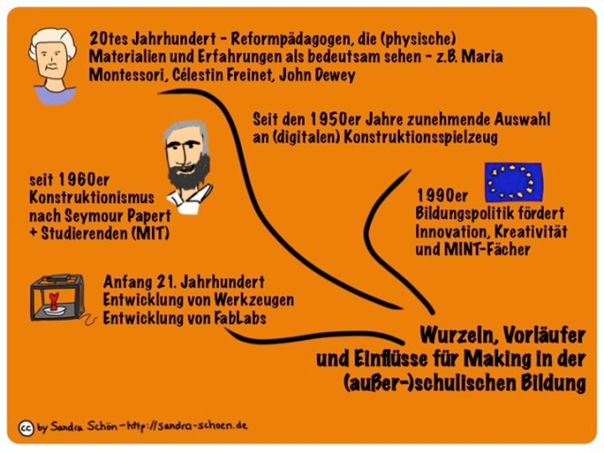 20tes Jahrhundert - Reformpädagogen, die (physische)
Materialien und Erfahrungen als bedeutsam sehen - z.B. Maria
Montessori, Célestin Freinet, John Dewey
Seit den 1950er Jahre zunehmende Auswahl
an (digitalen) Konstruktionsspielzeug
seit 1960er
Konstruktionismus
nach Seymour Papert
+ Studierenden (MIT)
1990er
Bildungspolitik fördert
Innovation, Kreativität
und MINT-Fächer
Anfang 21. Jahrhundert
Entwicklung von Werkzeugen
Entwicklung von FabLabs
Wurzeln, Vorläufer
und Einflüsse für Making in der
(außer-)schulischen Bildung
cc by Sandra Schön - http://sandra-schoen.de